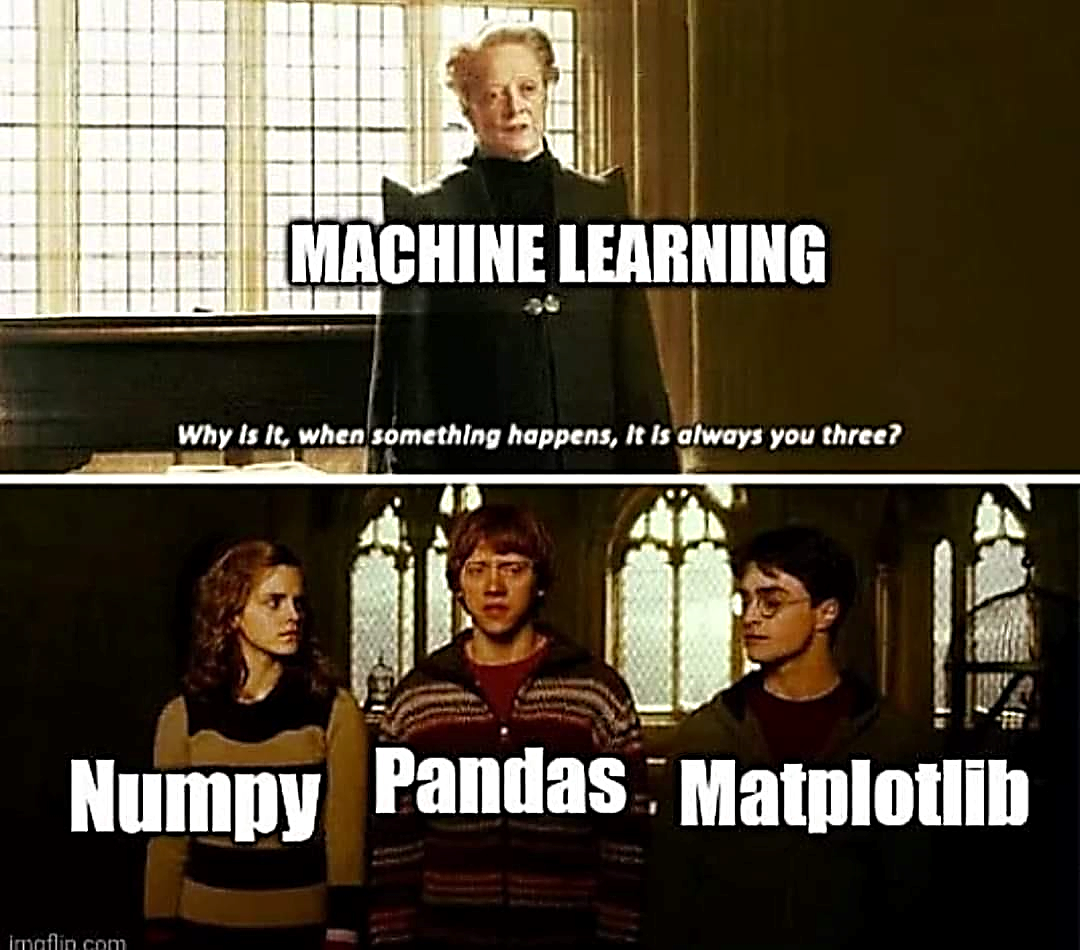 MACHINE LEARNING
Why is it, when something happens, it is always you three?
Numpy Pandas Matplotlib
imgflip.com